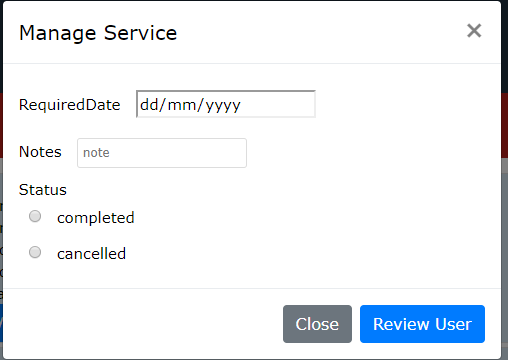 Manage Service ×
RequiredDate dd/mm/yyyy
Notes note
Status
completed
cancelled
Close Review User